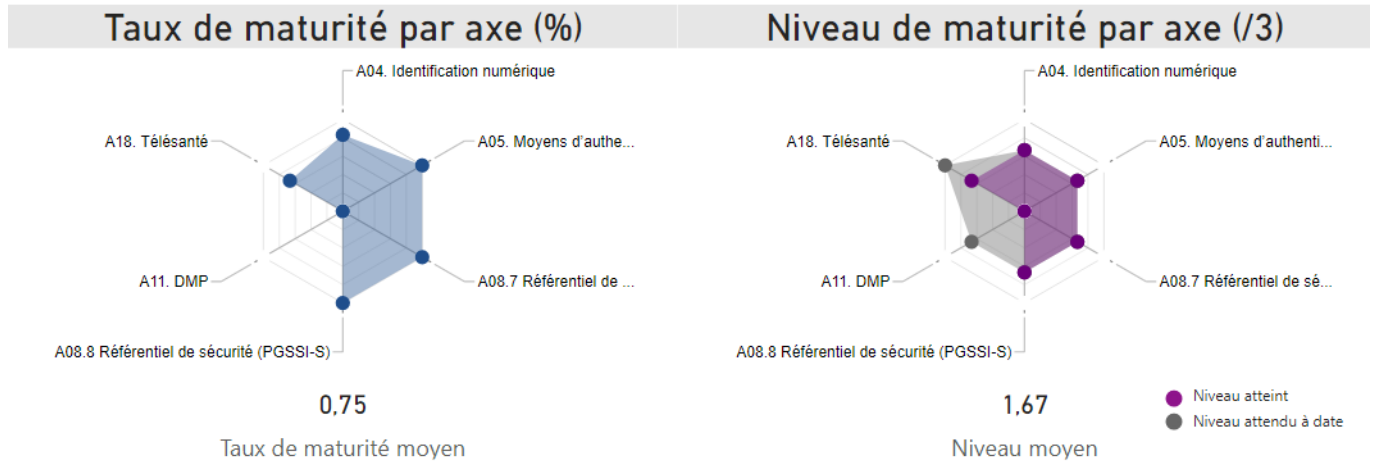 Taux de maturité par axe (%)
A04. Identification numérique
A18. Télésanté
A05. Moyens d'authe...
A11. DMP
A08.7 Référentiel de ...
A08.8 Référentiel de sécurité (PGSSI-S)
0,75
Taux de maturité moyen
Niveau de maturité par axe (/3)
A04. Identification numérique
A18. Télésanté
A05. Moyens d'authenti...
A11. DMP
A08.7 Référentiel de sé...
A08.8 Référentiel de sécurité (PGSSI-S)
1,67
Niveau moyen
Niveau atteint
Niveau attendu à date